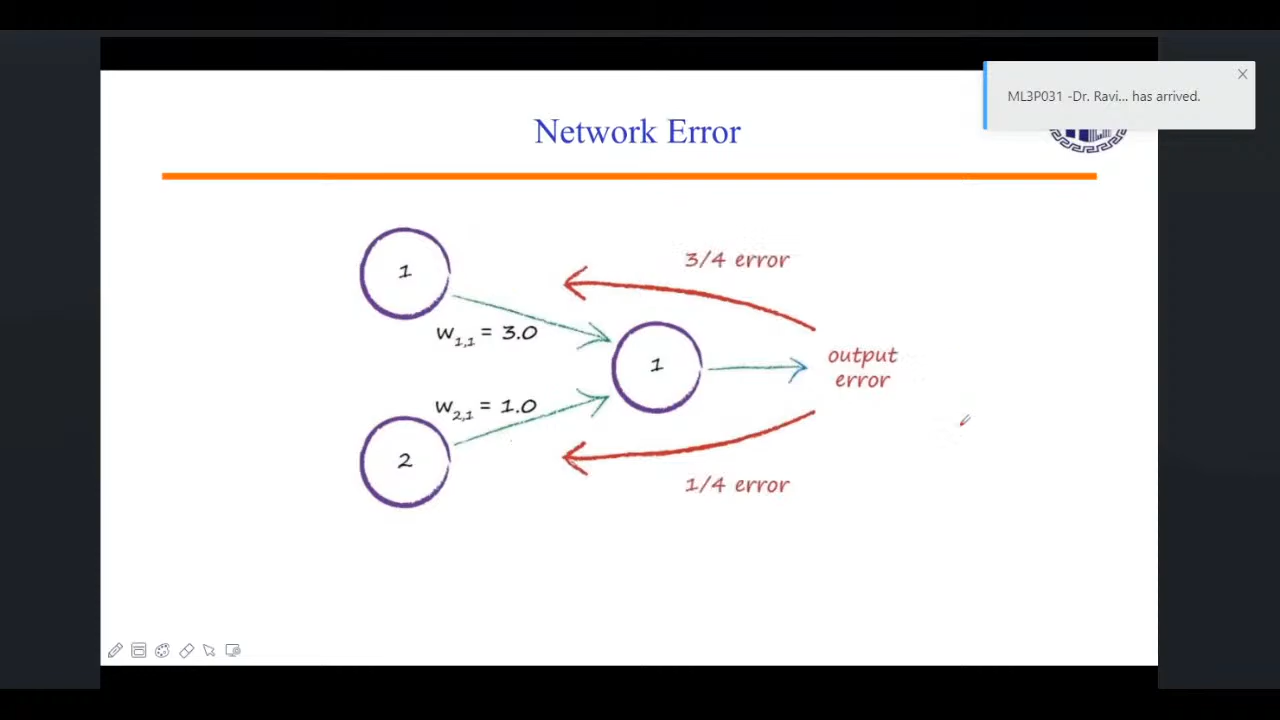 ML3P031 -Dr. Ravi... has arrived.
Network Error
1
3/4 error
w1,1 = 3.0
1
output
error
w2,1 = 1.0
2
1/4 error